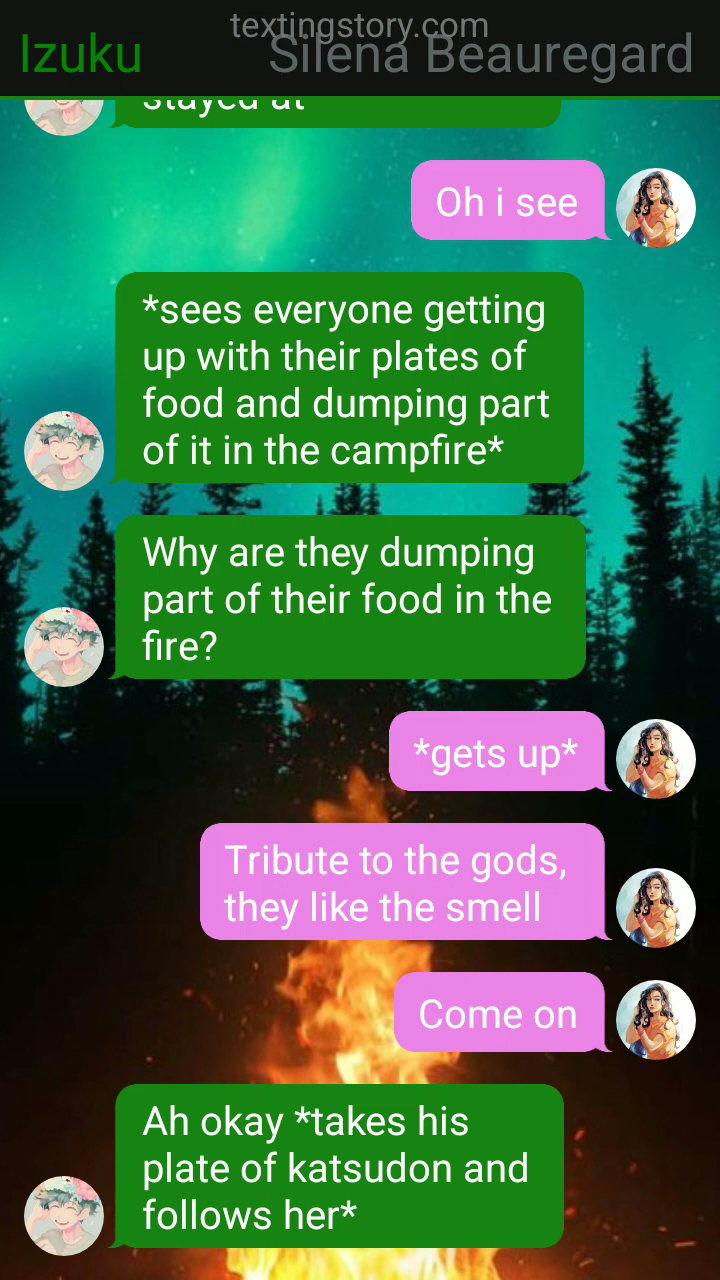 textingstory.com
Izuku
Silena Beauregard
stayed at
Oh i see
*sees everyone getting
up with their plates of
food and dumping part
of it in the campfire*
Why are they dumping
part of their food in the
fire?
*gets up*
Tribute to the gods,
they like the smell
Come on
Ah okay *takes his
plate of katsudon and
follows her*